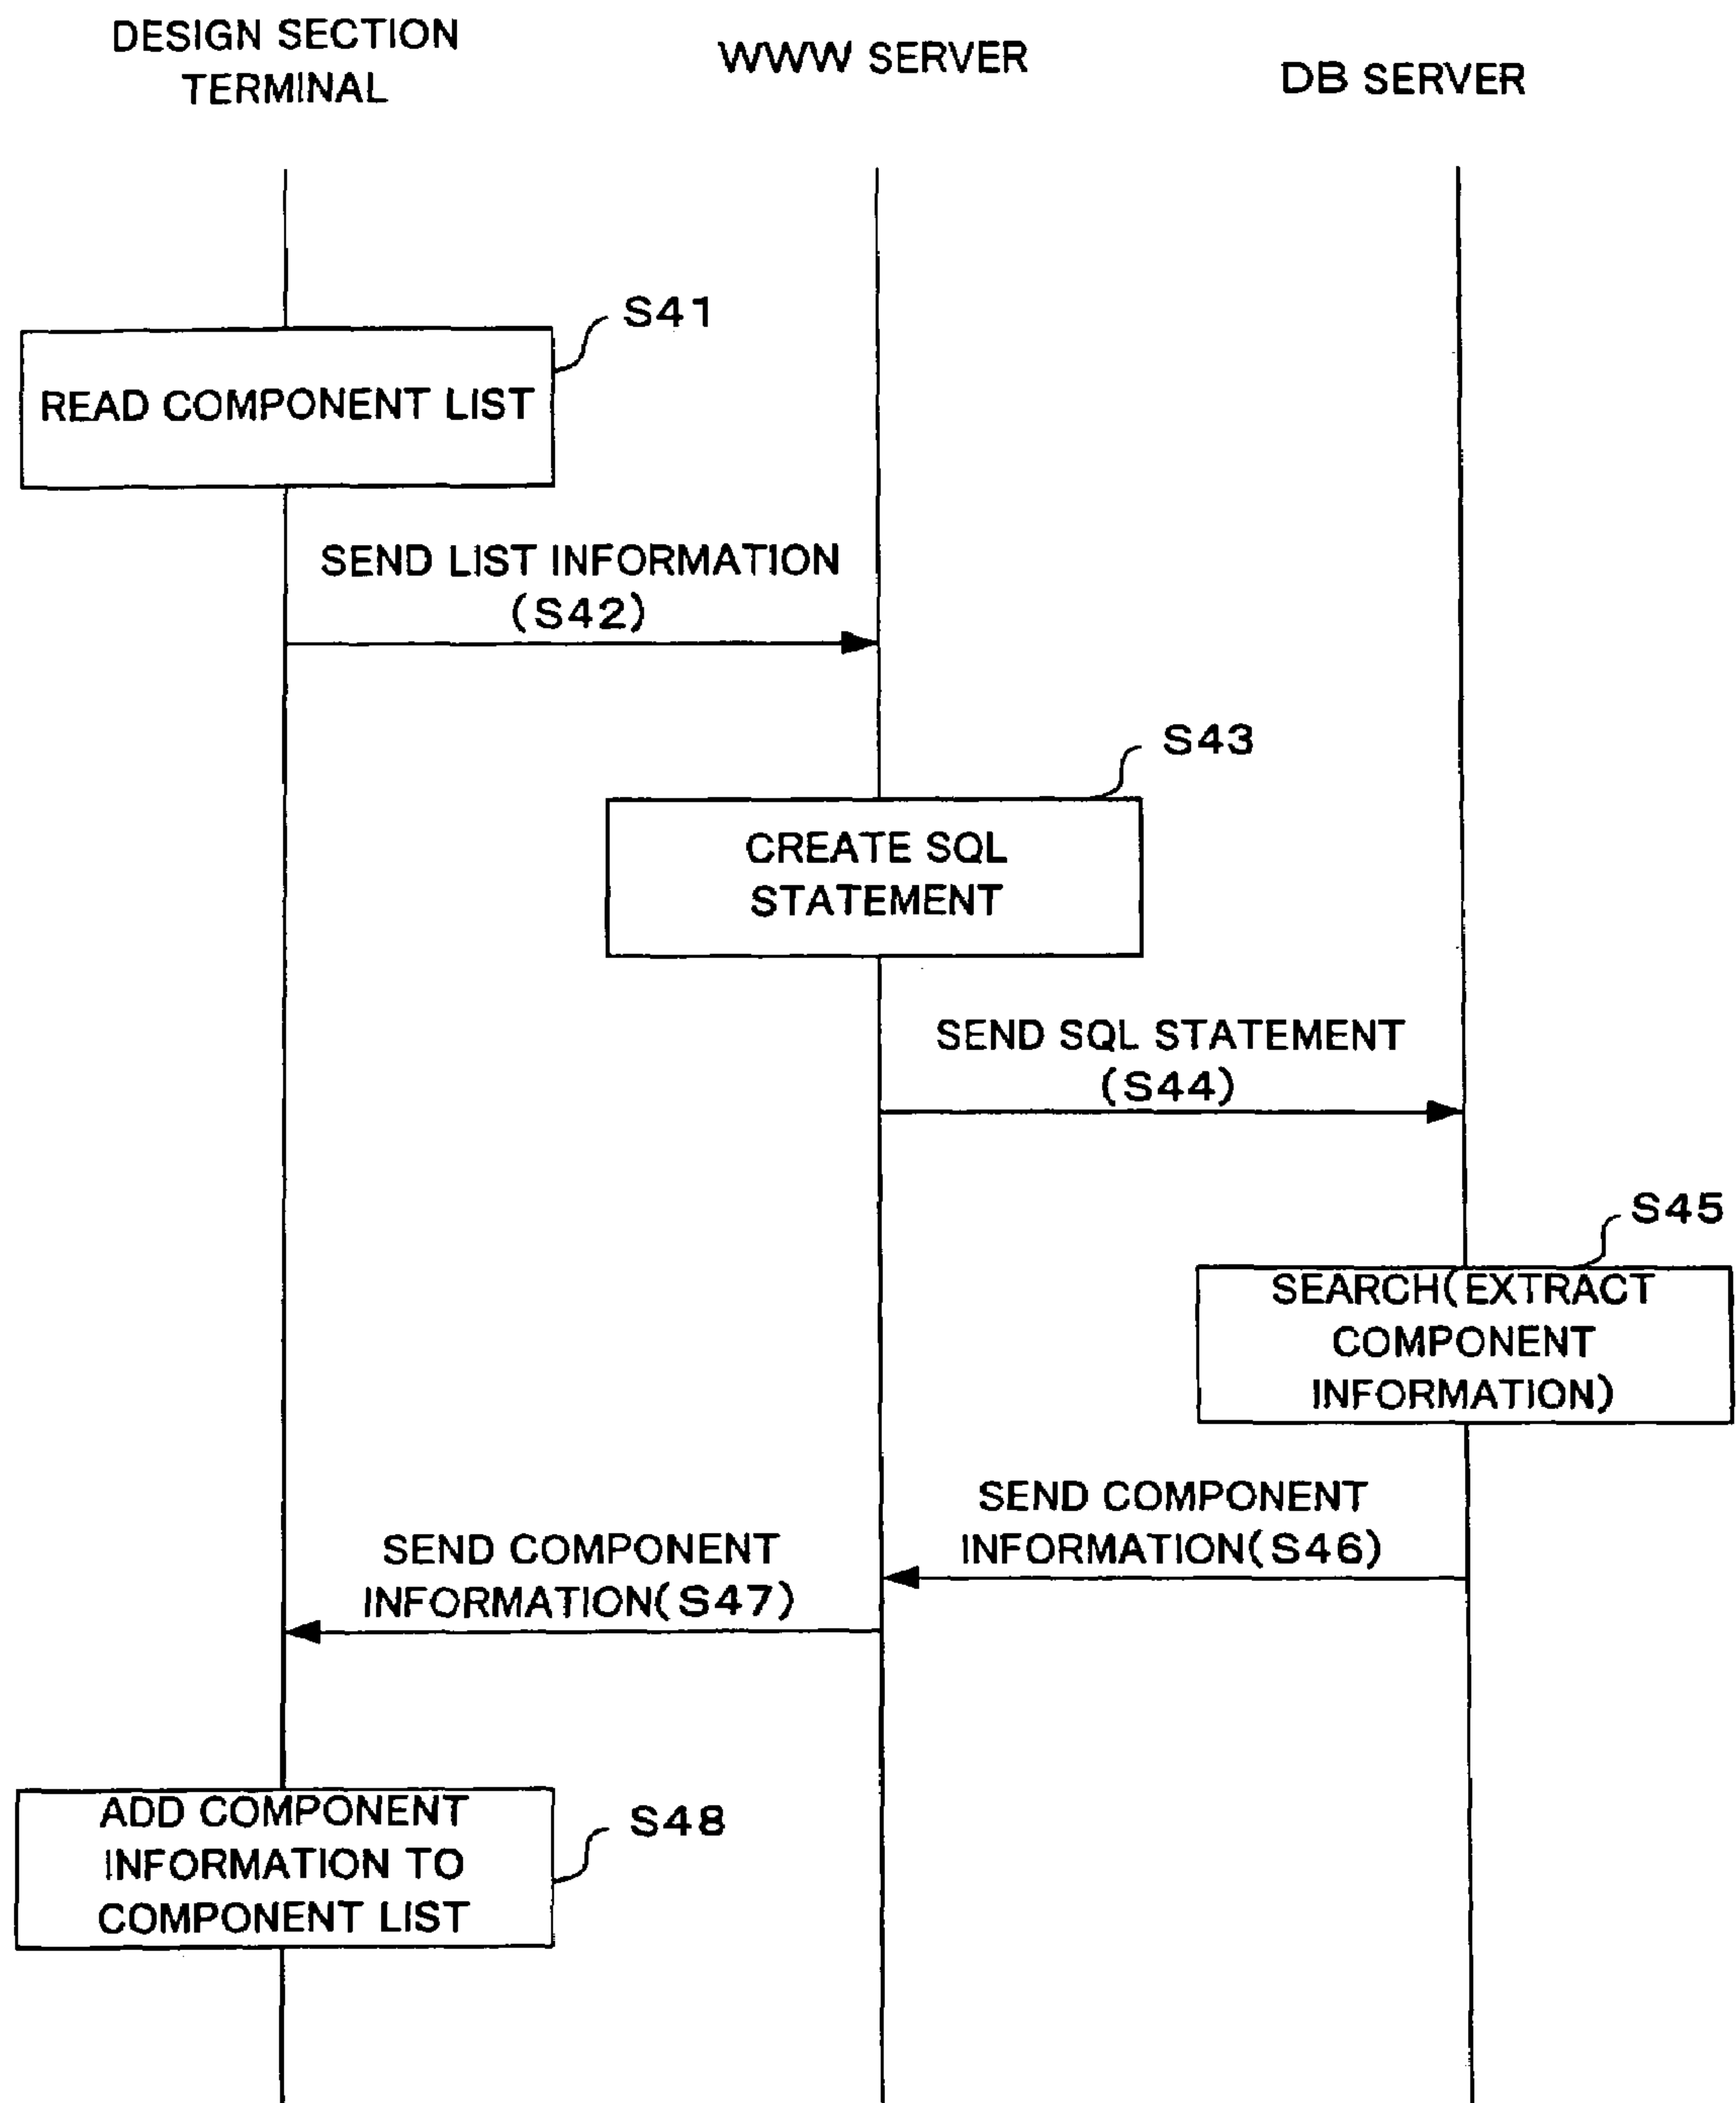 DESIGN SECTION
TERMINAL
WWW SERVER
DB SERVER
S41
READ COMPONENT LIST
SEND LIST INFORMATION
(S42)
S43
CREATE SQL
STATEMENT
SEND SQL STATEMENT
(S44)
S45
SEARCH(EXTRACT
COMPONENT
INFORMATION)
SEND COMPONENT
INFORMATION(S46)
SEND COMPONENT
INFORMATION(S47)
ADD COMPONENT
INFORMATION TO
COMPONENT LIST
S48